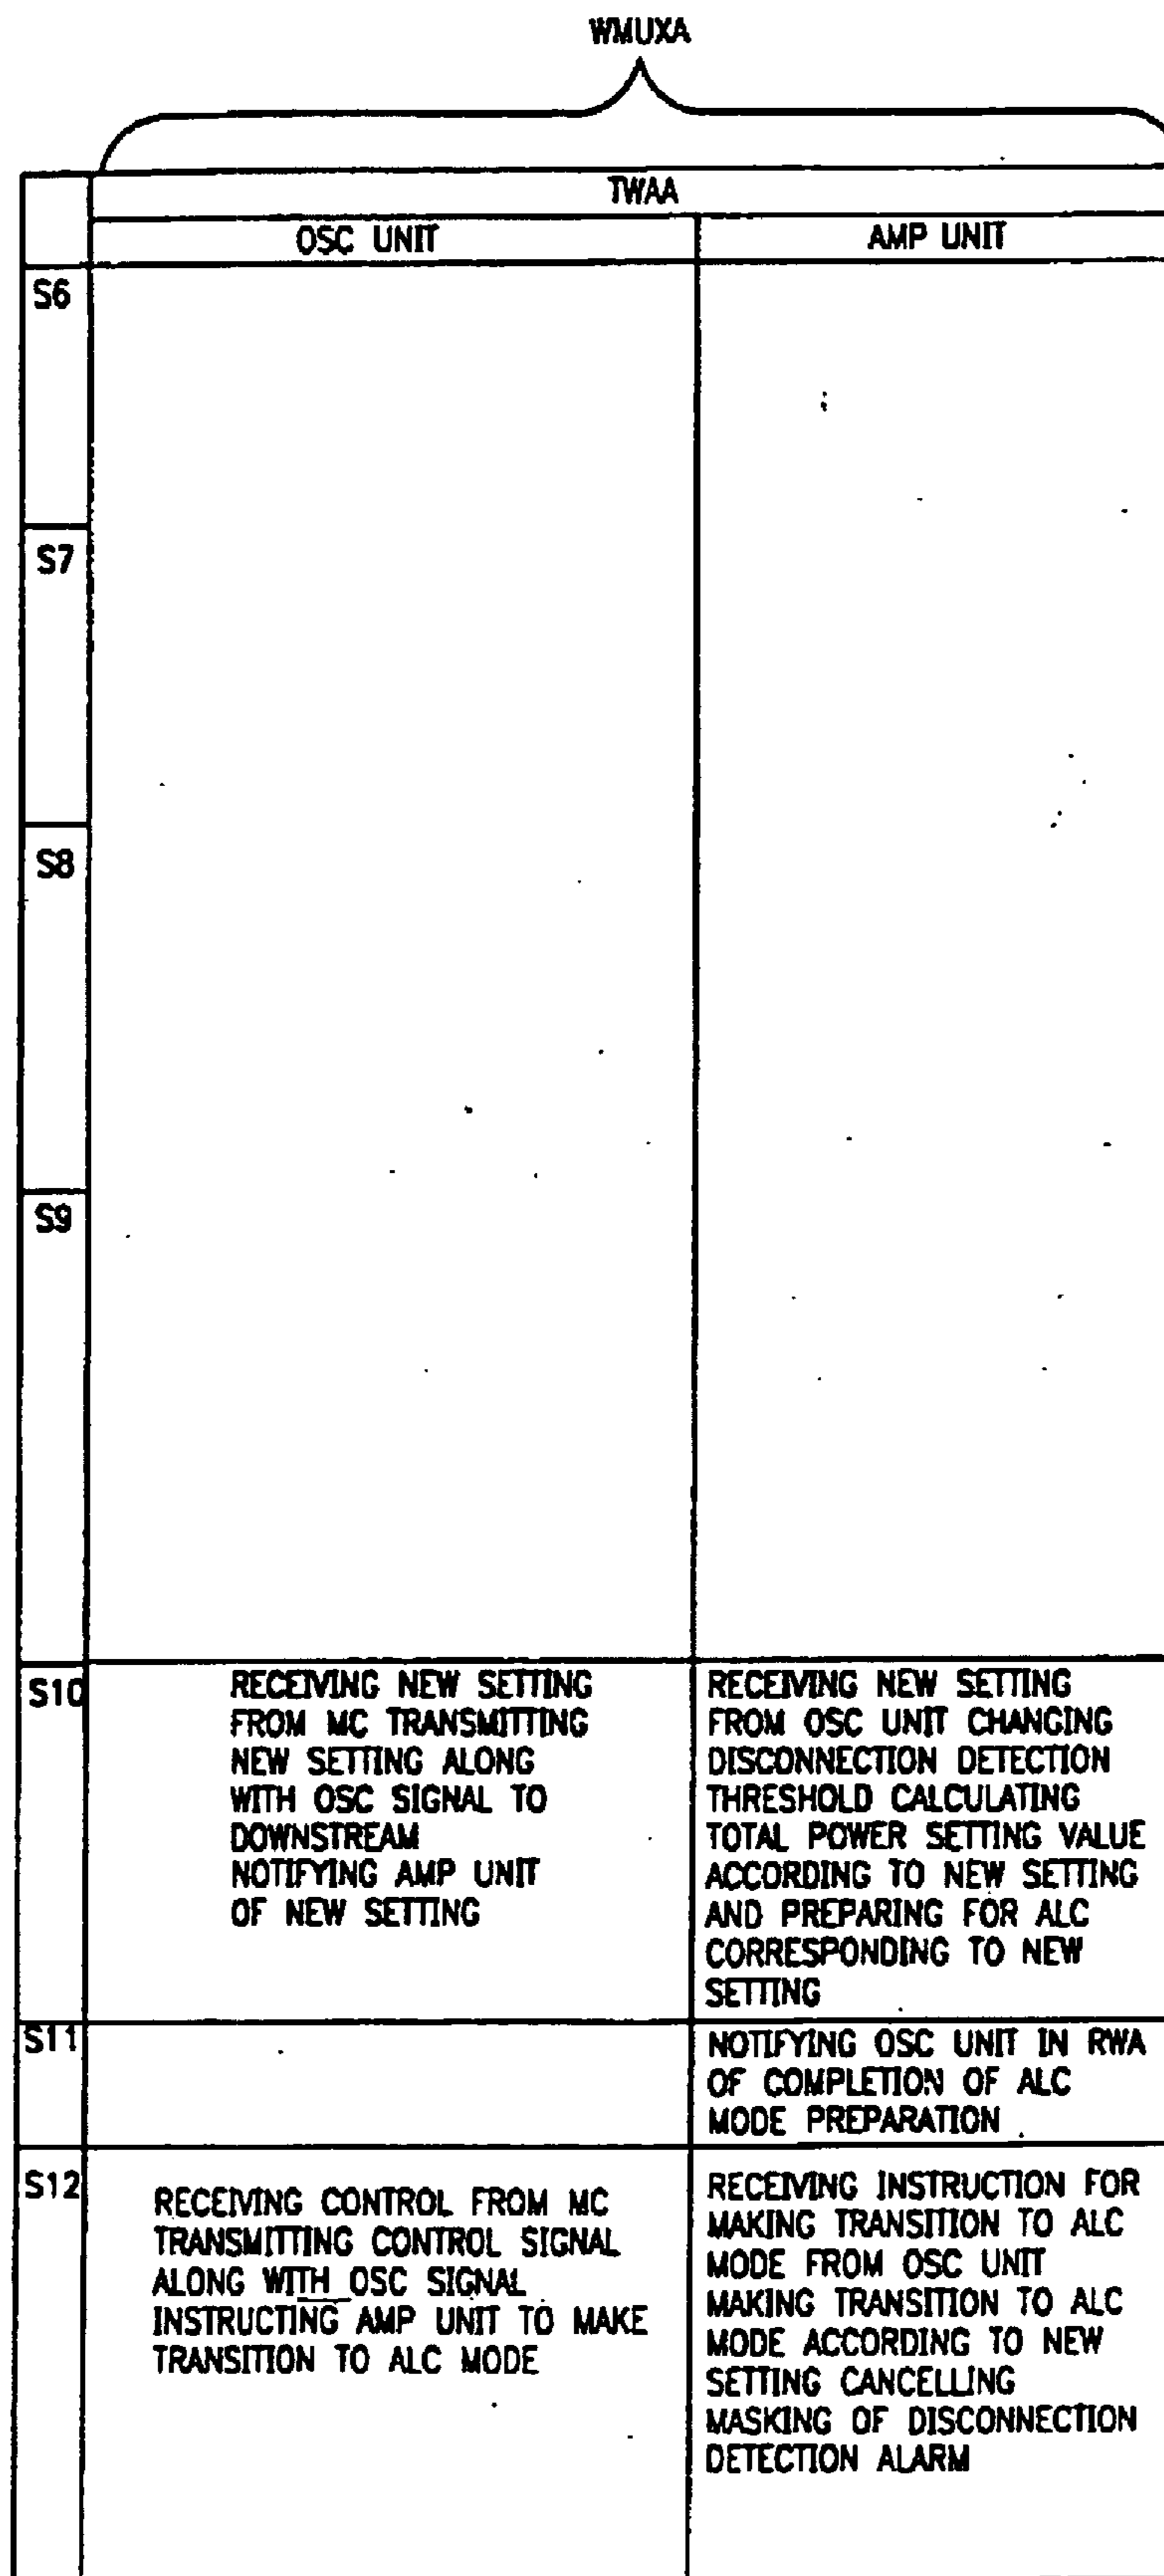 WMUXA
TWAA
OSC UNIT
AMP UNIT
S6
S7
S8
S9
S10
RECEIVING NEW SETTING
FROM MC TRANSMITTING
NEW SETTING ALONG
WITH OSC SIGNAL TO
DOWNSTREAM
NOTIFYING AMP UNIT
OF NEW SETTING
RECEIVING NEW SETTING
FROM OSC UNIT CHANGING
DISCONNECTION DETECTION
THRESHOLD CALCULATING
TOTAL POWER SETTING VALUE
ACCORDING TO NEW SETTING
AND PREPARING FOR ALC
CORRESPONDING TO NEW
SETTING
S11
NOTIFYING OSC UNIT IN RWA
OF COMPLETION OF ALC
MODE PREPARATION
S12
RECEIVING CONTROL FROM MC
TRANSMITTING CONTROL SIGNAL
ALONG WITH OSC SIGNAL
INSTRUCTING AMP UNIT TO MAKE
TRANSITION TO ALC MODE
RECEIVING INSTRUCTION FOR
MAKING TRANSITION TO ALC
MODE FROM OSC UNIT
MAKING TRANSITION TO ALC
MODE ACCORDING TO NEW
SETTING CANCELLING
MASKING OF DISCONNECTION
DETECTION ALARM